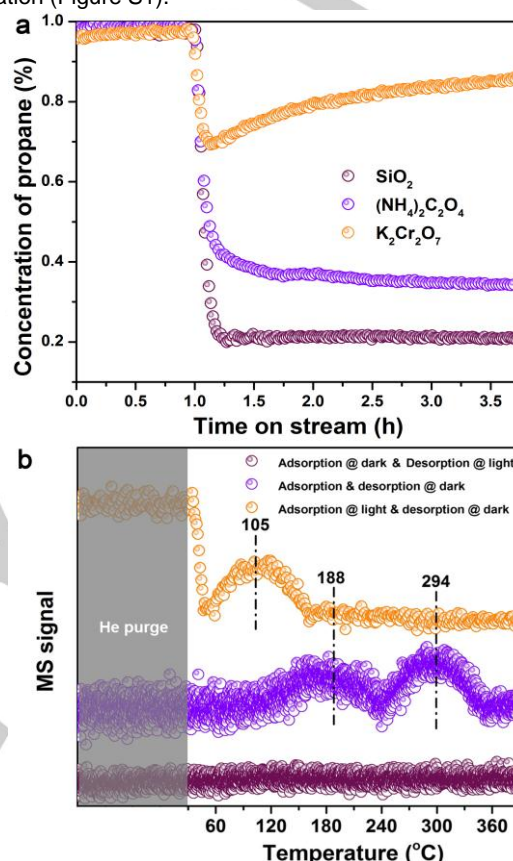 ation (Figure S1).
a
1.0
0.8
0.6
0.4
0.2
Concentration of propane (%)
SiO2
(NH4)2C2O4
K2Cr2O7
0.0 0.5 1.0 1.5 2.0 2.5 3.0 3.5
Time on stream (h)
b
Adsorption @ dark & Desorption @ light
Adsorption & desorption @ dark
Adsorption @ light & desorption @ dark
105
188
294
He purge
MS signal
60 120 180 240 300 360
Temperature (°C)